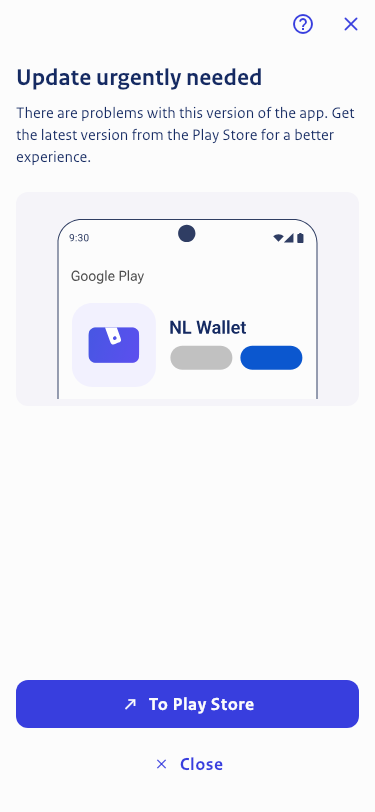 Update urgently needed
There are problems with this version of the app. Get
the latest version from the Play Store for a better
experience.
9:30
Google Play
NL Wallet
To Play Store
Close